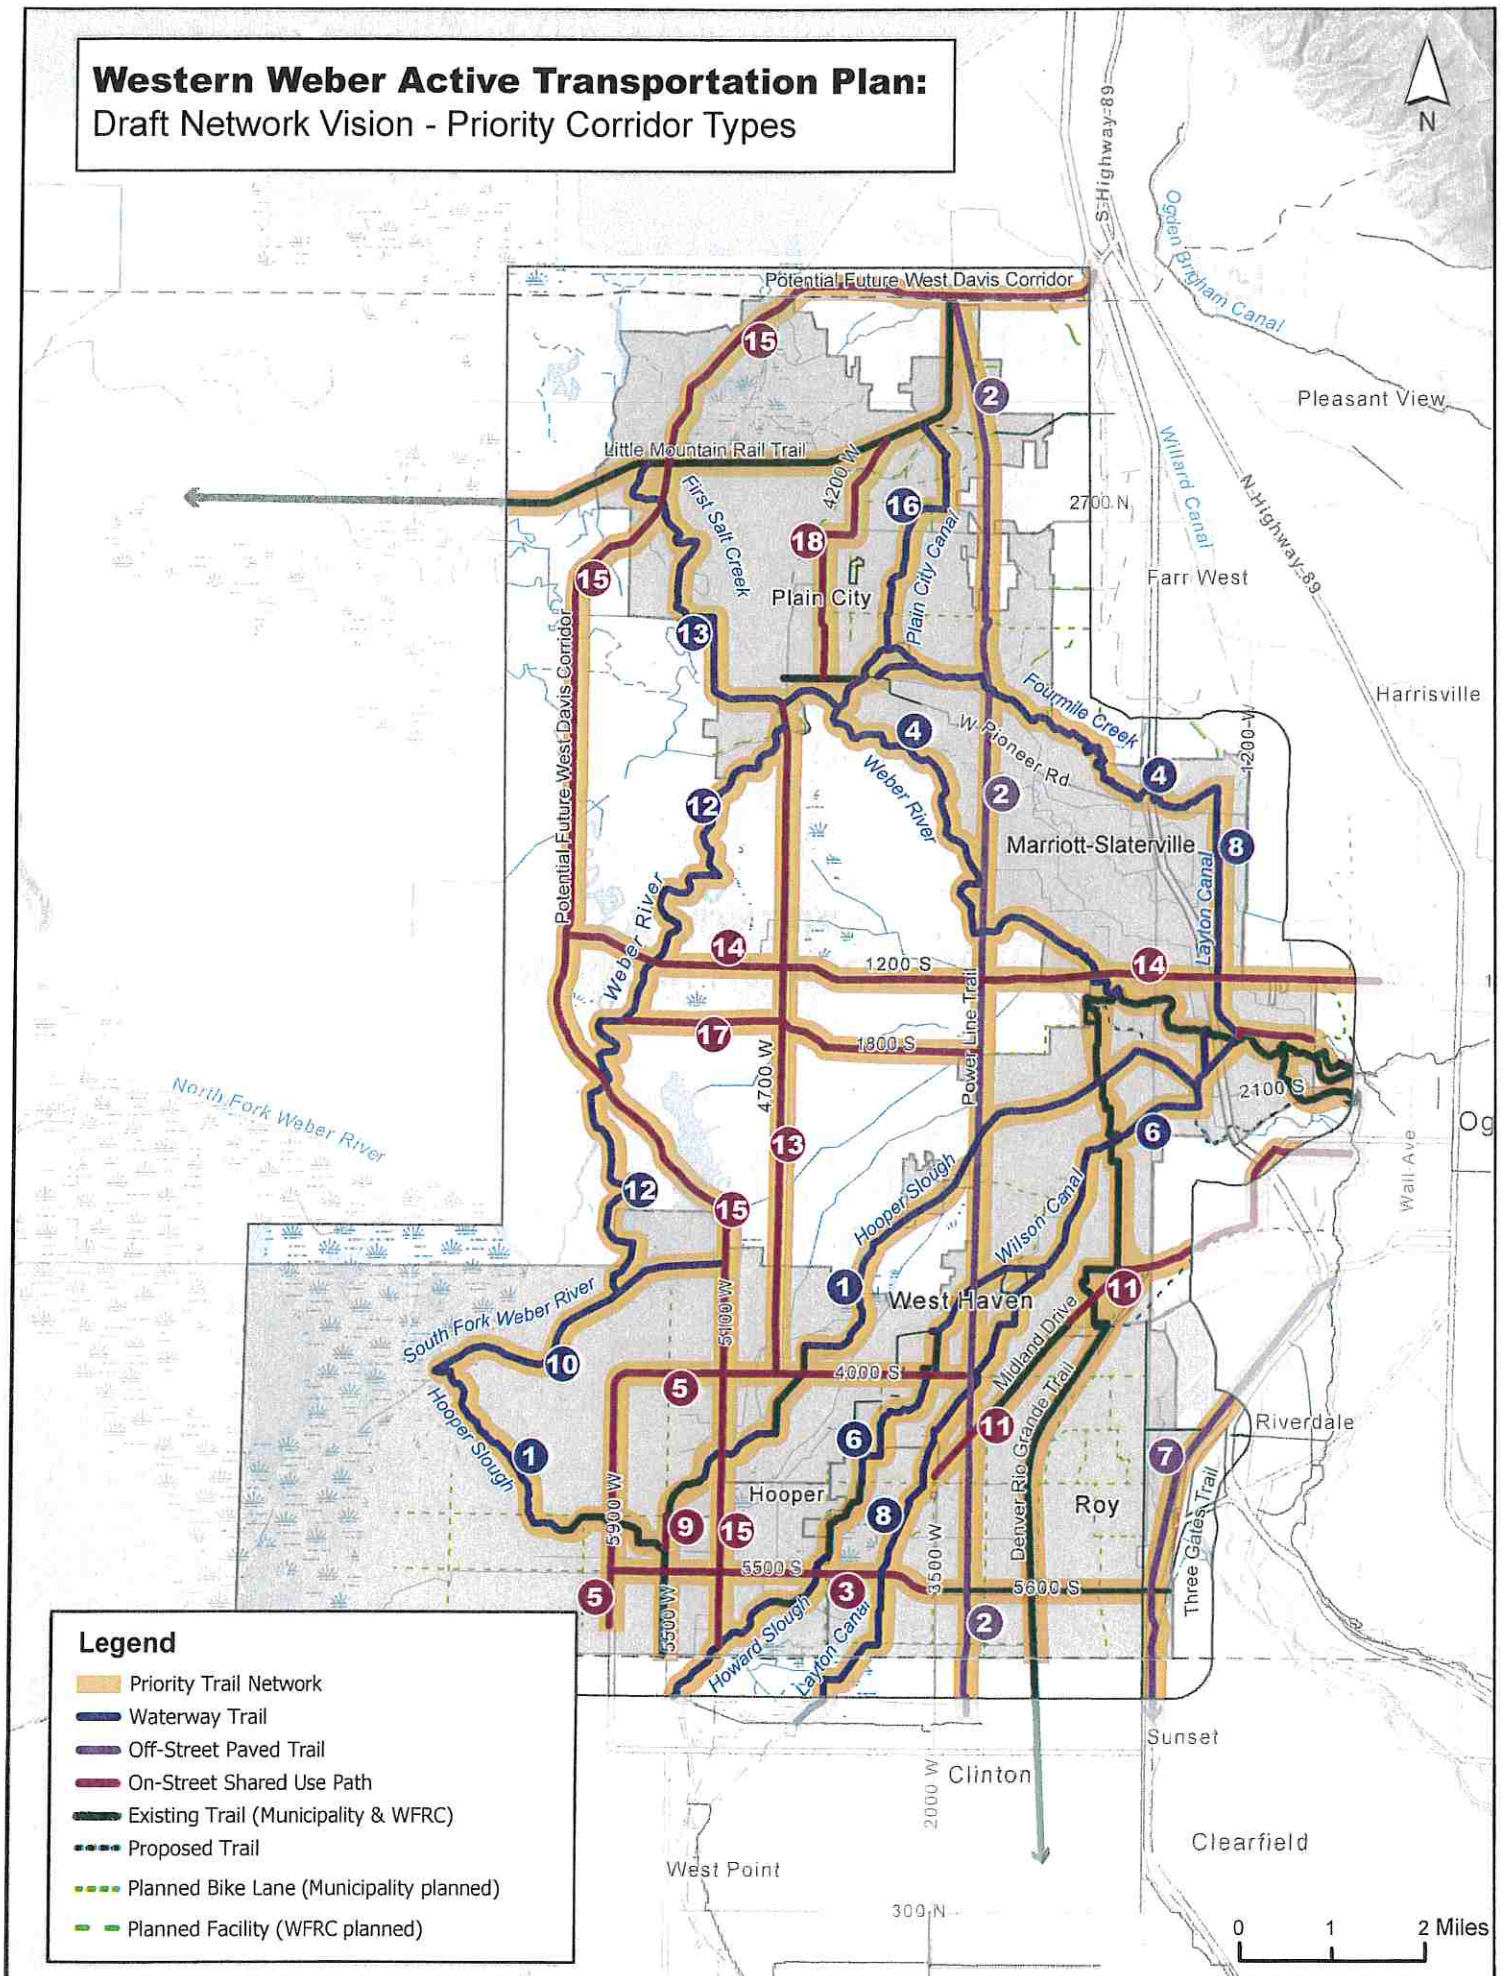 Western Weber Active Transportation Plan:
Draft Network Vision - Priority Corridor Types
N
S Highway 89
Ogden Brigham Canal
Potential Future West Davis Corridor
15
2
Pleasant View
Little Mountain Rail Trail
4200 W
Willard Canal
First Salt Creek
16
2700 N
N Highway 89
18
Plain City Canal
15
Farr West
Plain City
13
Potential Future West Davis Corridor
Fourmile Creek
Harrisville
4
W Pioneer Rd
1200 W
Weber River
4
12
2
Marriott-Slaterville
8
Layton Canal
Weber River
14
1200 S
14
17
1800 S
Power Line Trail
4700 W
2100 S
North Fork Weber River
6
Og
13
Wall Ave
12
Hooper Slough
15
Wilson Canal
1
11
West Haven
5100 W
South Fork Weber River
Midland Drive
10
4000 S
5
Denver Rio Grande Trail
Hooper Slough
11
Riverdale
6
1
7
5900 W
Hooper
Roy
8
9
15
Three Gates Trail
3500 W
5500 S
5
3
5600 S
5500 W
2
Howard Slough
Layton Canal
Sunset
Clinton
2000 W
Clearfield
West Point
300 N
Legend
Priority Trail Network
Waterway Trail
Off-Street Paved Trail
On-Street Shared Use Path
Existing Trail (Municipality & WFRC)
Proposed Trail
Planned Bike Lane (Municipality planned)
Planned Facility (WFRC planned)
0 1 2 Miles